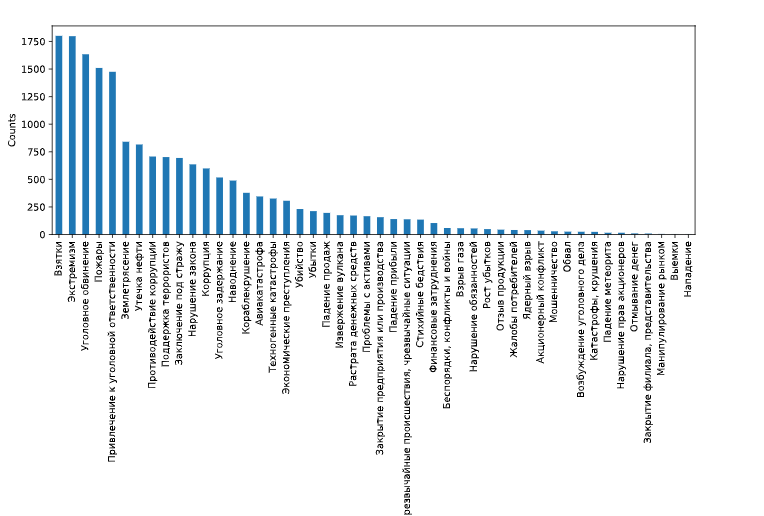 1750
1500
1250
1000
750
500
250
0
Counts
Взятки
Экстремизм
Уголовное обвинение
Пожары
Привлечение к уголовной ответственности
Землетрясение
Утечка нефти
Противодействие коррупции
Поддержка террористов
Заключение под стражу
Нарушение закона
Коррупция
Уголовное задержание
Наводнение
Кораблекрушение
Авиакатастрофа
Техногенные катастрофы
Экономические преступления
Убийство
Убытки
Падение продаж
Извержение вулкана
Растрата денежных средств
Проблемы с активами
Закрытие предприятия или производства
Падение прибыли
резвычайные происшествия, чрезвычайные ситуации
Стихийные бедствия
Финансовые затруднения
Беспорядки, конфликты и войны
Взрыв газа
Нарушение обязанностей
Рост убытков
Отзыв продукции
Жалобы потребителей
Ядерный взрыв
Акционерный конфликт
Мошенничество
Обвал
Возбуждение уголовного дела
Катастрофы, крушения
Падение метеорита
Нарушение прав акционеров
Отмывание денег
Закрытие филиала, представительства
Манипулирование рынком
Выемки
Нападение